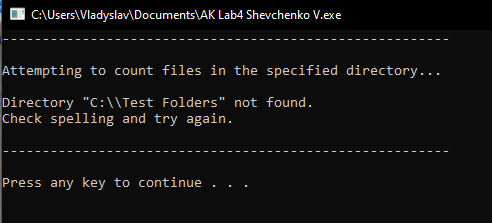 C:\Users\Vladyslav\Documents\AK Lab4 Shevchenko V.exe
--------------------------------------------------------
Attempting to count files in the specified directory...
Directory "C:\\Test Folders" not found.
Check spelling and try again.
--------------------------------------------------------
Press any key to continue . . .